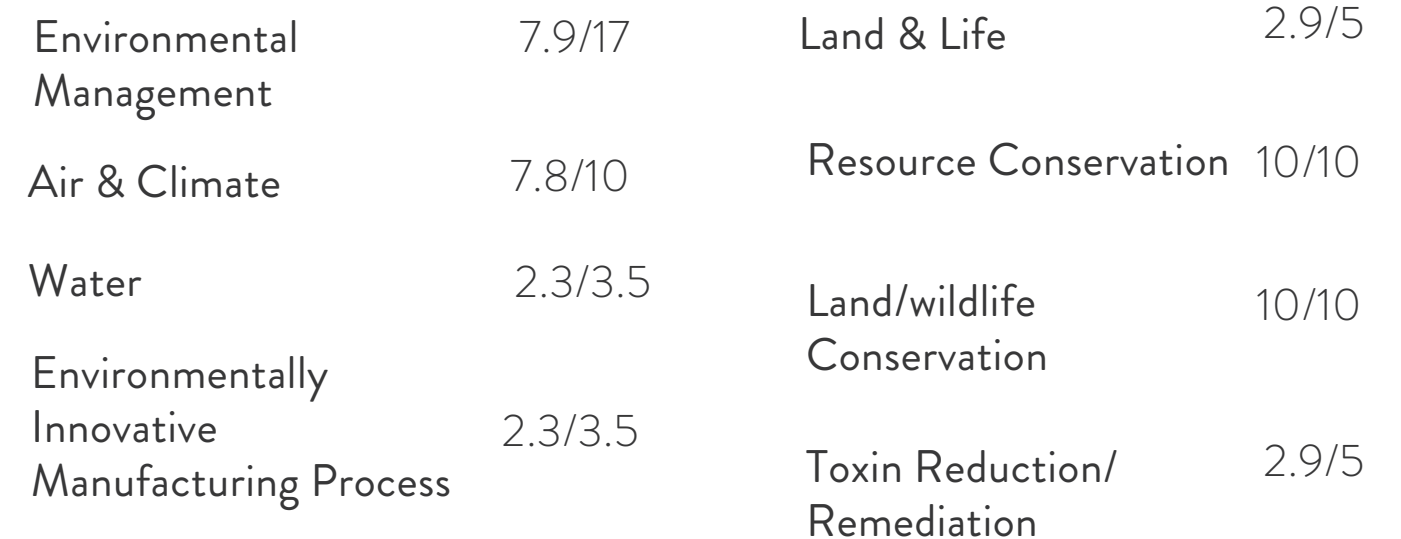 Environmental 7.9/17
Management
Air & Climate 7.8/10
Water 2.3/3.5
Environmentally
Innovative 2.3/3.5
Manufacturing Process
Land & Life 2.9/5
Resource Conservation 10/10
Land/wildlife 10/10
Conservation
Toxin Reduction/ 2.9/5
Remediation